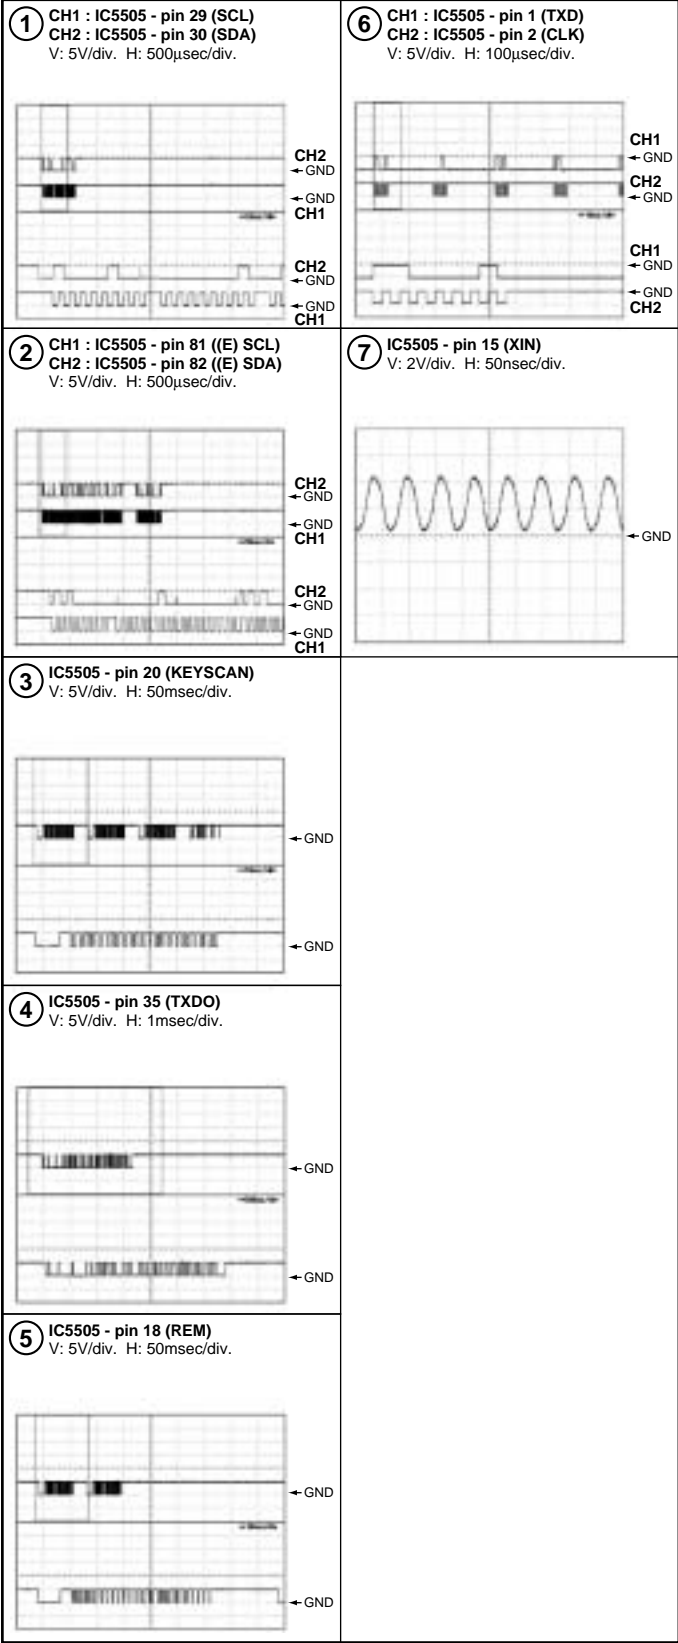 1 CH1 : IC5505 - pin 29 (SCL)
CH2 : IC5505 - pin 30 (SDA)
V: 5V/div. H: 500μsec/div.
CH2
GND
GND
CH1
CH2
GND
GND
CH1
2 CH1 : IC5505 - pin 81 ((E) SCL)
CH2 : IC5505 - pin 82 ((E) SDA)
V: 5V/div. H: 500μsec/div.
CH2
GND
GND
CH1
CH2
GND
GND
CH1
3 IC5505 - pin 20 (KEYSCAN)
V: 5V/div. H: 50msec/div.
GND
GND
4 IC5505 - pin 35 (TXDO)
V: 5V/div. H: 1msec/div.
GND
GND
5 IC5505 - pin 18 (REM)
V: 5V/div. H: 50msec/div.
GND
GND
6 CH1 : IC5505 - pin 1 (TXD)
CH2 : IC5505 - pin 2 (CLK)
V: 5V/div. H: 100μsec/div.
CH1
GND
CH2
GND
CH1
GND
GND
CH2
7 IC5505 - pin 15 (XIN)
V: 2V/div. H: 50nsec/div.
GND